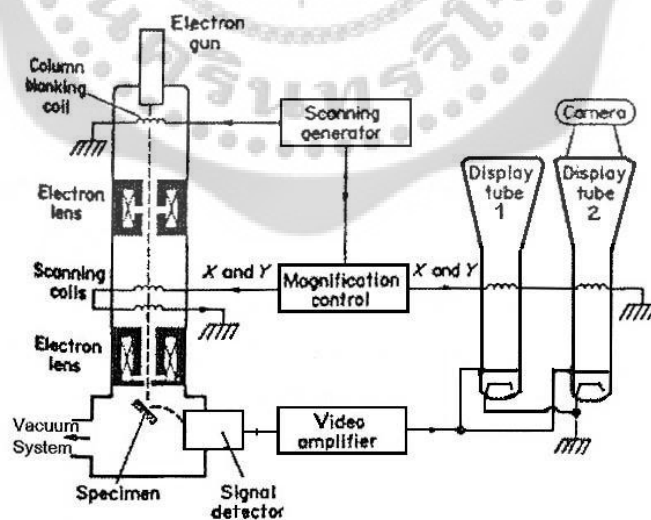 Electron
gun
Column
blanking
coil
Scanning
generator
Camera
Display
tube
1
Display
tube
2
Electron
lens
Scanning
coils
X and Y
Magnification
control
X and Y
Electron
lens
Vacuum
System
Video
amplifier
Specimen
Signal
detector